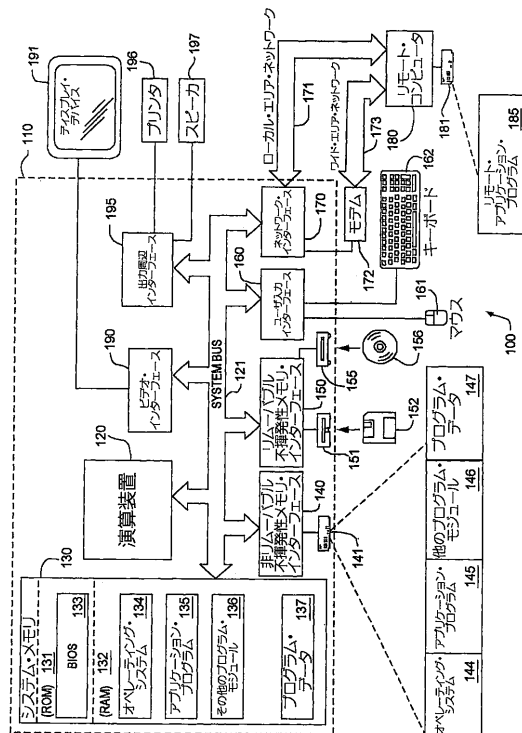 システム・メモリ
130
(ROM) 131
BIOS 133
(RAM) 132
オペレーティング・
システム 134
アプリケーション・
プログラム 135
その他のプログラム・
モジュール 136
プログラム・
データ 137
演算装置
120
190
ビデオ・
インターフェース
195
出力周辺
インターフェース
110
191
ディスプレイ・
デバイス
196
プリンタ
197
スピーカ
SYSTEM BUS
121
非リムーバブル
不揮発性メモリ・
インターフェース
140
リムーバブル
不揮発性メモリ・
インターフェース
150
160
ユーザ入力
インターフェース
ネットワーク・
インターフェース
170
ローカル・エリア・ネットワーク
171
ワイド・エリア・ネットワーク
173
モデム
172
リモート・
コンピュータ
180
181
141
151
155
152
156
161
マウス
162
キーボード
リモート・
アプリケーション・
プログラム 185
オペレーティング・
システム 144
アプリケーション・
プログラム 145
他のプログラム・
モジュール 146
プログラム・
データ 147
100